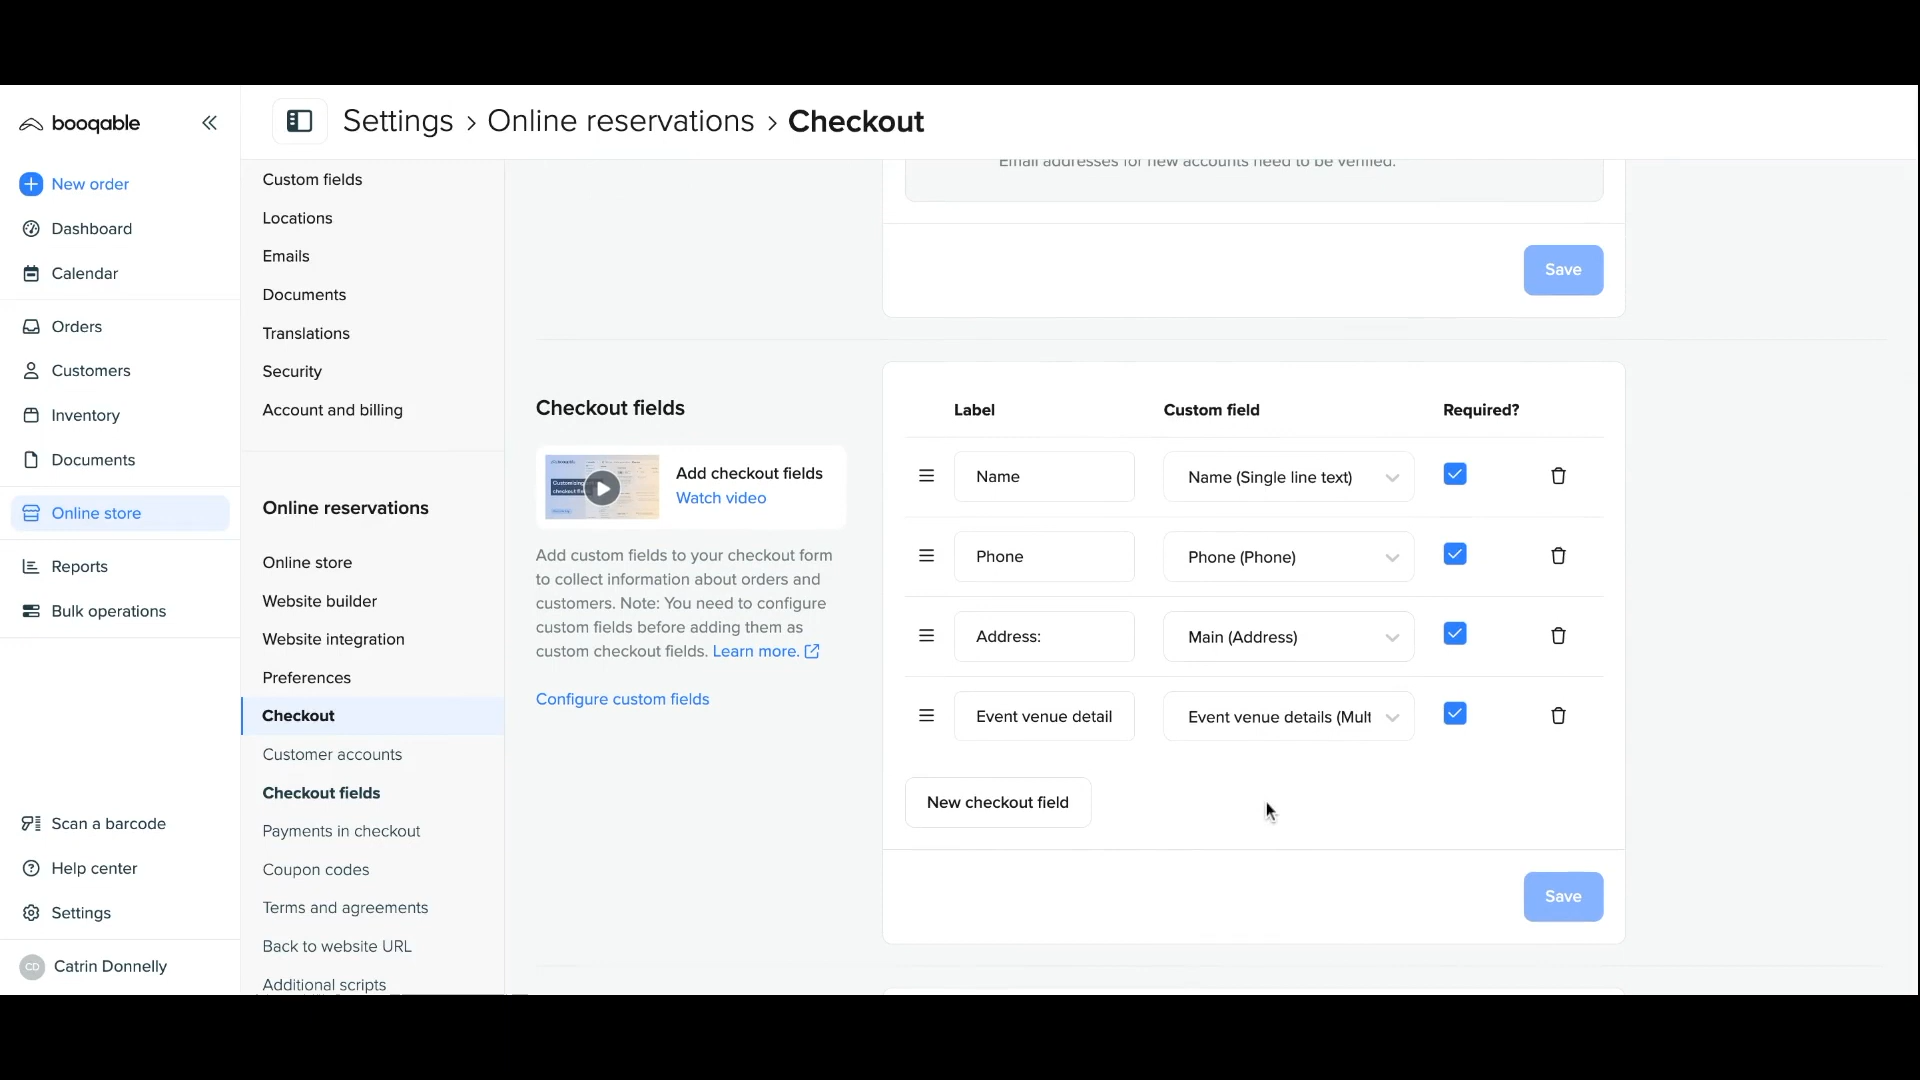 booqable
New order
Dashboard
Calendar
Orders
Customers
Inventory
Documents
Online store
Reports
Bulk operations
Scan a barcode
Help center
Settings
CD Catrin Donnelly
Settings › Online reservations › Checkout
Custom fields
Locations
Emails
Documents
Translations
Security
Account and billing
Online reservations
Online store
Website builder
Website integration
Preferences
Checkout
Customer accounts
Checkout fields
Payments in checkout
Coupon codes
Terms and agreements
Back to website URL
Additional scripts
Email addresses for new accounts need to be verified.
Save
Checkout fields
Add checkout fields
Watch video
Add custom fields to your checkout form
to collect information about orders and
customers. Note: You need to configure
custom fields before adding them as
custom checkout fields. Learn more.
Configure custom fields
Label Custom field Required?
Name Name (Single line text)
Phone Phone (Phone)
Address: Main (Address)
Event venue detail Event venue details (Mult
New checkout field
Save